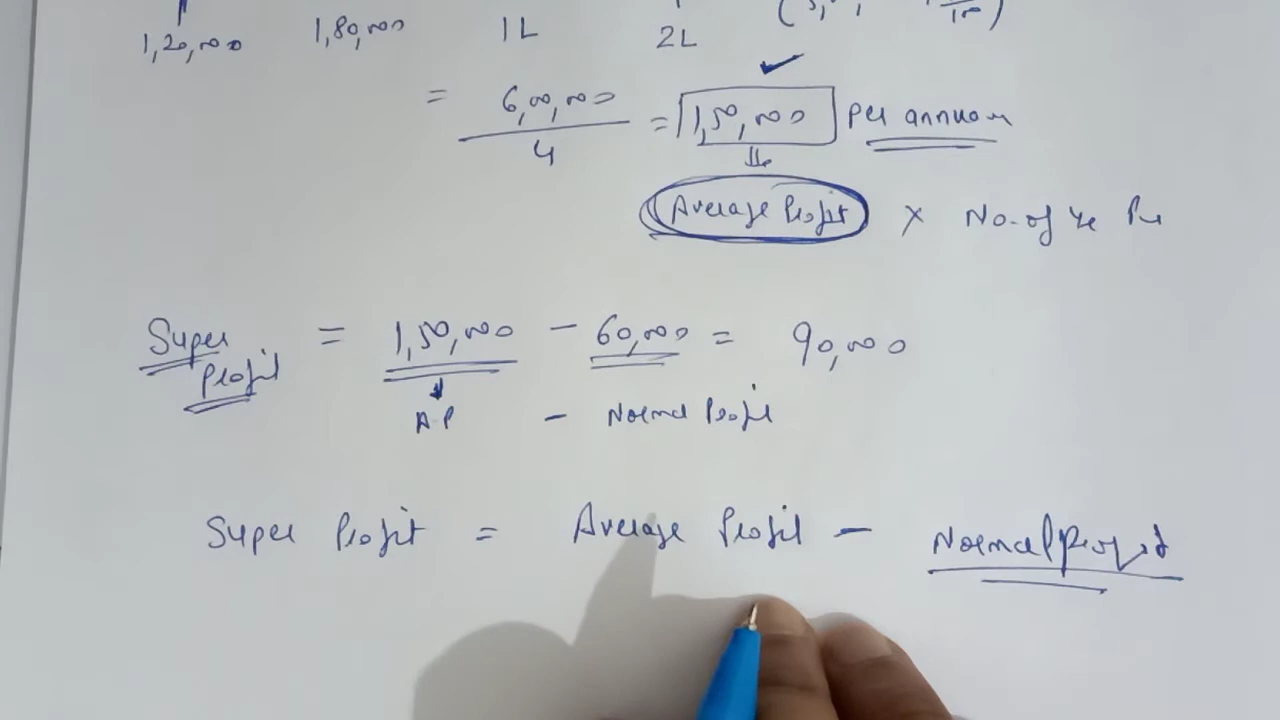 1,20,000 1,80,000 1L 2L
= 6,00,000 / 4 = 1,50,000 Per annum
Average Profit × No. of
Super Profit = 1,50,000 - 60,000 = 90,000
A.P - Normal Profit
Super Profit = Average Profit - Normal Profit